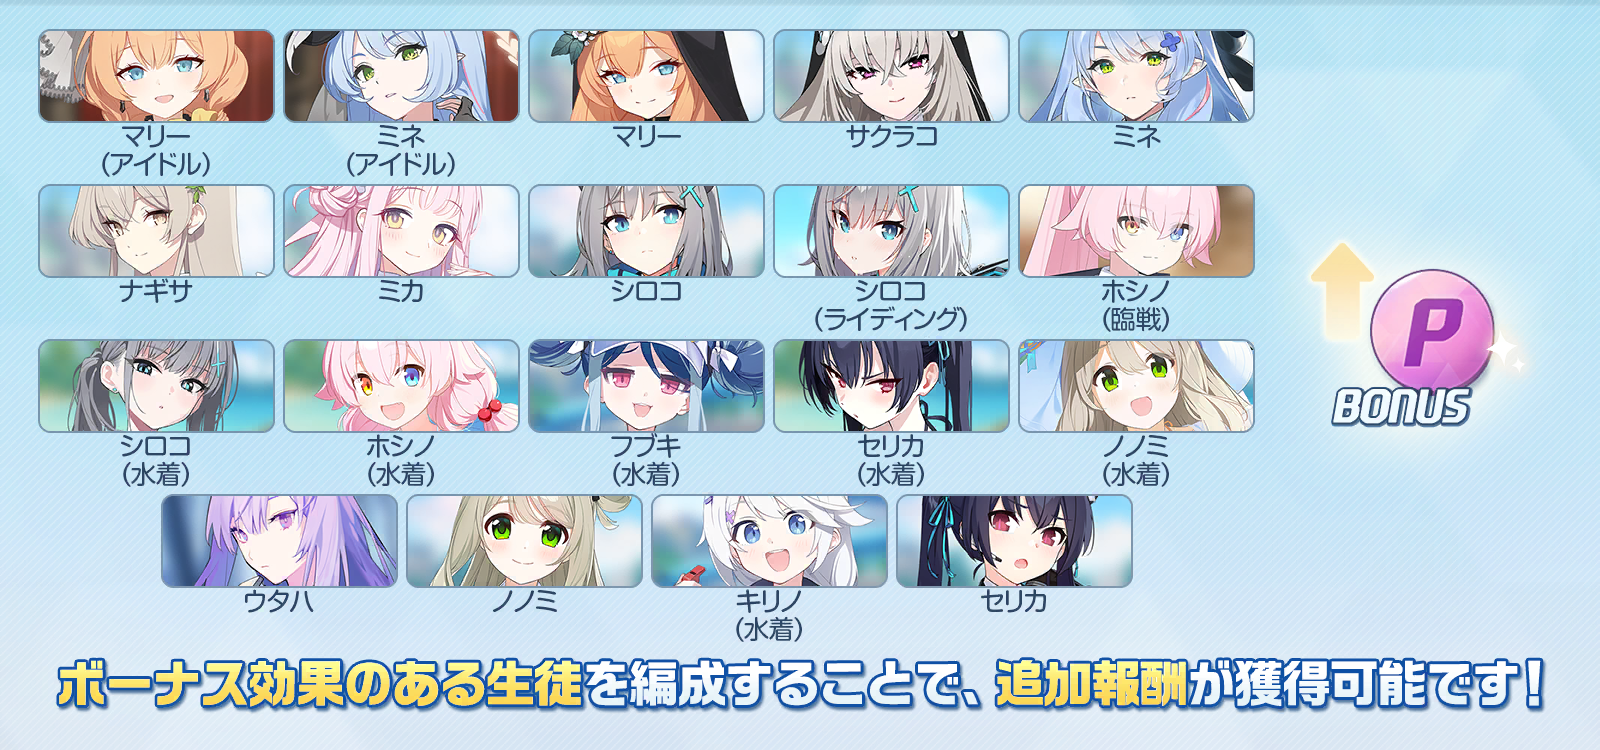 マリー
(アイドル)
ミネ
(アイドル)
マリー
サクラコ
ミネ
ナギサ
ミカ
シロコ
シロコ
(ライディング)
ホシノ
(臨戦)
シロコ
(水着)
ホシノ
(水着)
フブキ
(水着)
セリカ
(水着)
ノノミ
(水着)
ウタハ
ノノミ
キリノ
(水着)
セリカ
P
BONUS
ボーナス効果のある生徒を編成することで、追加報酬が獲得可能です!